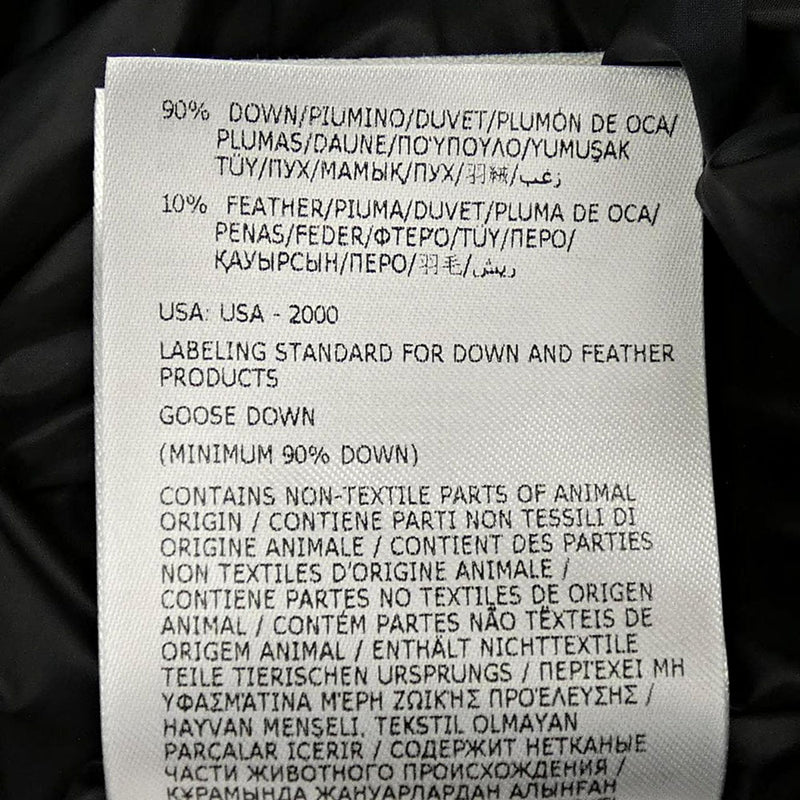 90% DOWN/PIUMINO/DUVET/PLUMÓN DE OCA/
PLUMAS/DAUNE/ΠΟΎΠΟΥΛΟ/YUMUŞAK
TÜY/ПУХ/МАМЫҚ/ПУХ/羽絨/زغب
10% FEATHER/PIUMA/DUVET/PLUMA DE OCA/
PENAS/FEDER/ΦΤΕΡΌ/TÜY/ПЕРО/
ҚАУЫРСЫН/ПЕРО/羽毛/ريش
USA: USA - 2000
LABELING STANDARD FOR DOWN AND FEATHER
PRODUCTS
GOOSE DOWN
(MINIMUM 90% DOWN)
CONTAINS NON-TEXTILE PARTS OF ANIMAL
ORIGIN / CONTIENE PARTI NON TESSILI DI
ORIGINE ANIMALE / CONTIENT DES PARTIES
NON TEXTILES D'ORIGINE ANIMALE /
CONTIENE PARTES NO TEXTILES DE ORIGEN
ANIMAL / CONTÉM PARTES NÃO TÊXTEIS DE
ORIGEM ANIMAL / ENTHÄLT NICHTTEXTILE
TEILE TIERISCHEN URSPRUNGS / ΠΕΡΙΈΧΕΙ ΜΗ
ΥΦΑΣΜΆΤΙΝΑ ΜΈΡΗ ΖΩΙΚΉΣ ΠΡΟΈΛΕΥΣΗΣ /
HAYVAN MENŞELI, TEKSTIL OLMAYAN
PARÇALAR IÇERIR / СОДЕРЖИТ НЕТКАНЫЕ
ЧАСТИ ЖИВОТНОГО ПРОИСХОЖДЕНИЯ /
ҚҰРАМЫНДА ЖАНУАРЛАРДАН АЛЫНҒАН